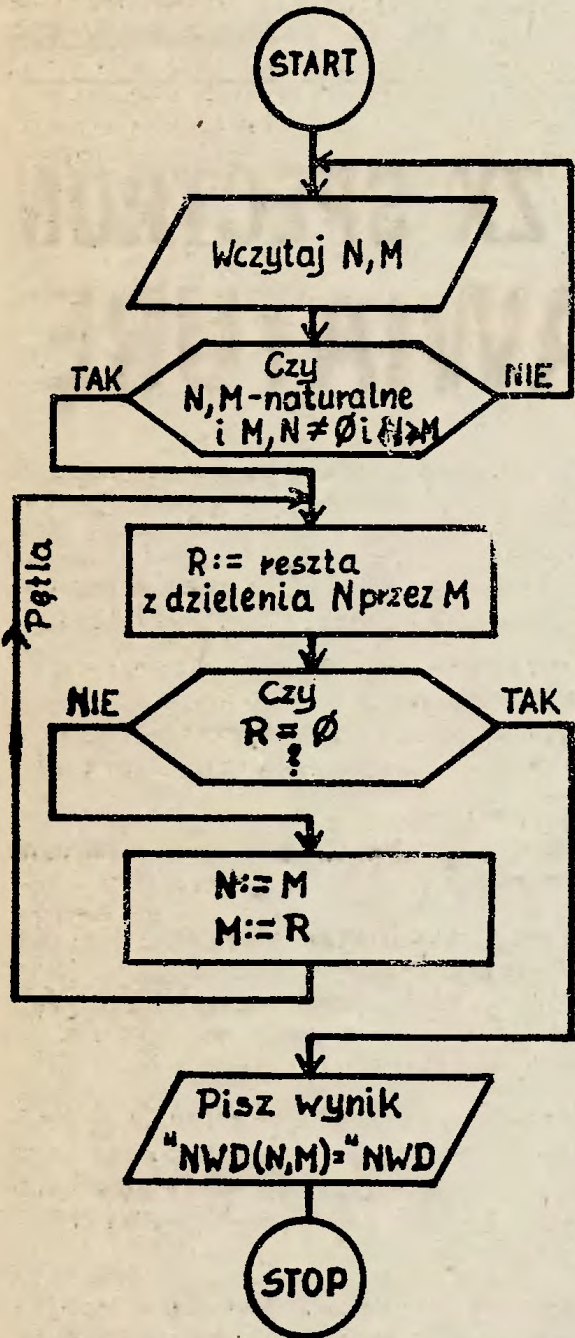 START
Wczytaj N, M
TAK
Czy
NIE
N, M-naturalne
i M, N ≠ Ø i N>M
Pętla
R:= reszta
z dzielenia N przez M
NIE
Czy
TAK
R = Ø
?
N:= M
M:= R
Pisz wynik
"NWD(N,M)=" NWD
STOP